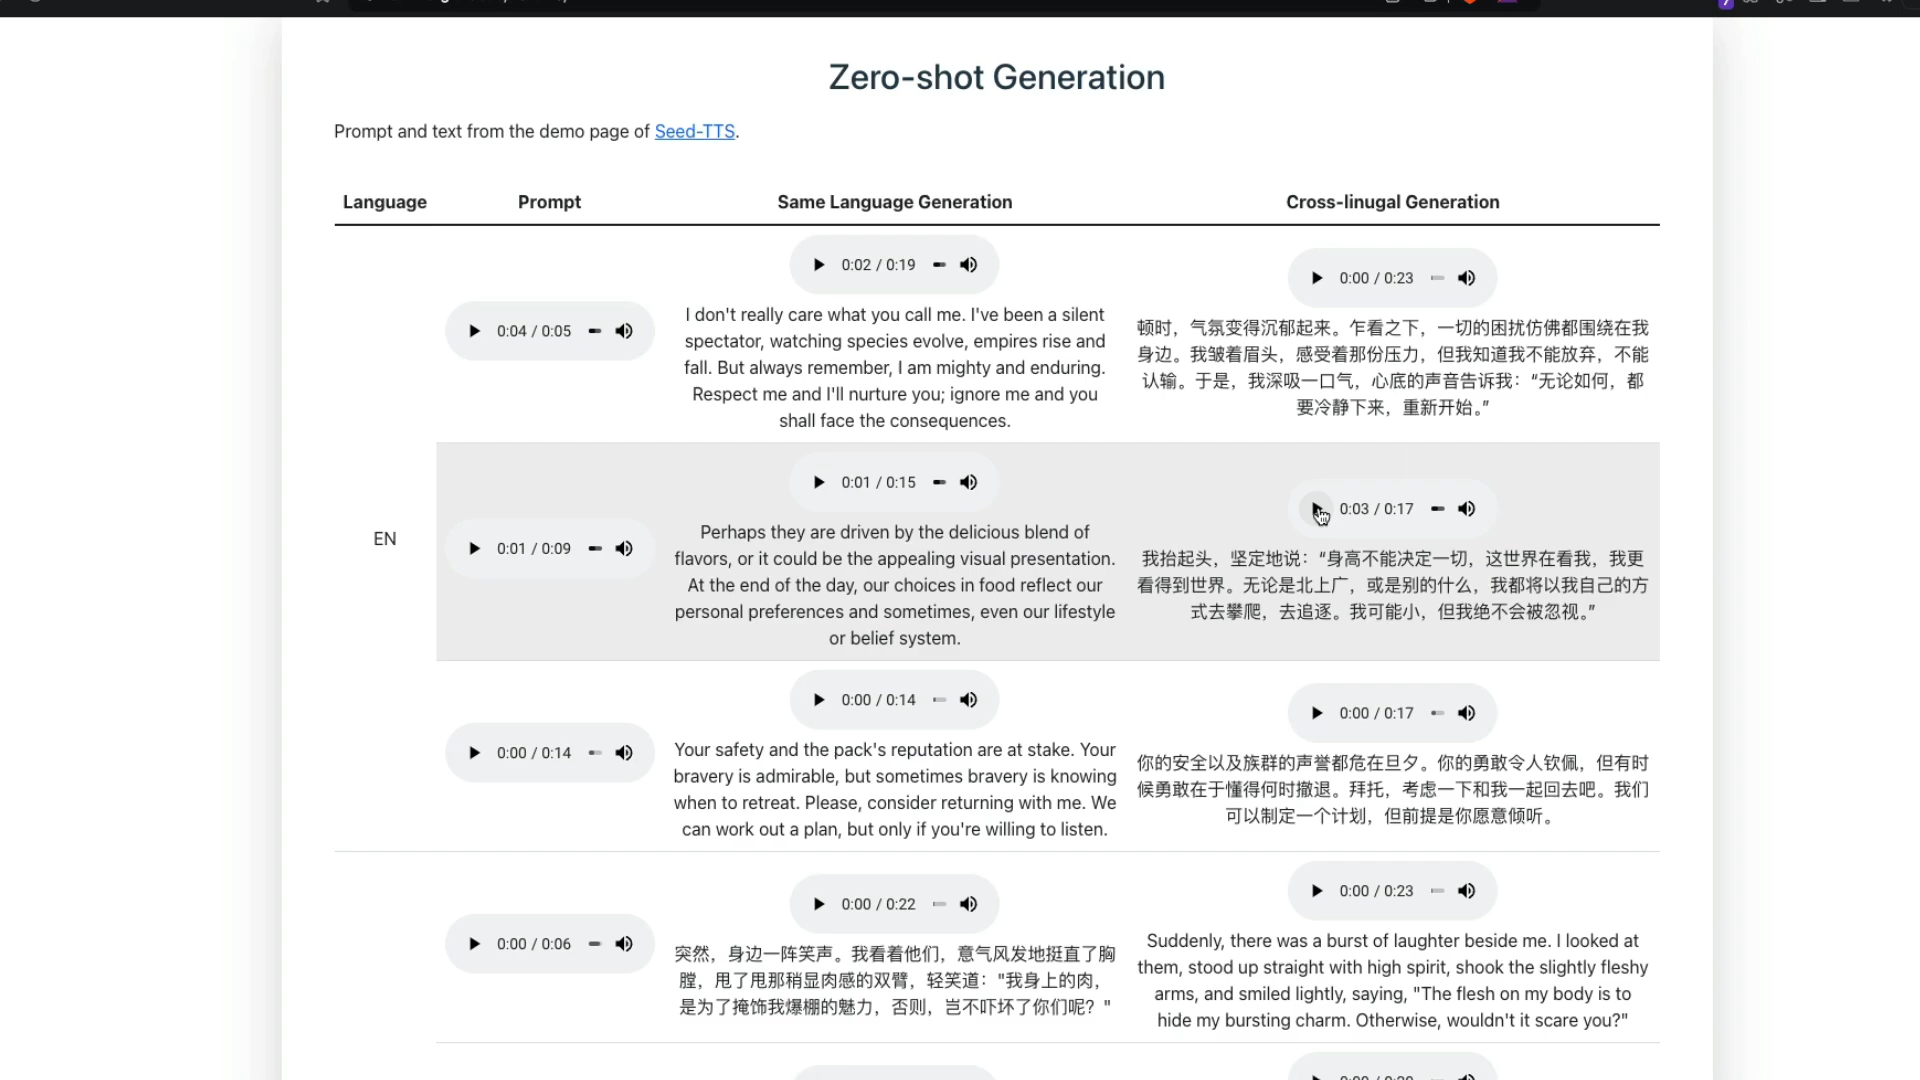 Zero-shot Generation
Prompt and text from the demo page of Seed-TTS.
Language
Prompt
Same Language Generation
Cross-linugal Generation
EN
0:04 / 0:05
0:02 / 0:19
I don't really care what you call me. I've been a silent
spectator, watching species evolve, empires rise and
fall. But always remember, I am mighty and enduring.
Respect me and I'll nurture you; ignore me and you
shall face the consequences.
0:00 / 0:23
顿时，气氛变得沉郁起来。乍看之下，一切的困扰仿佛都围绕在我
身边。我皱着眉头，感受着那份压力，但我知道我不能放弃，不能
认输。于是，我深吸一口气，心底的声音告诉我：“无论如何，都
要冷静下来，重新开始。”
0:01 / 0:09
0:01 / 0:15
Perhaps they are driven by the delicious blend of
flavors, or it could be the appealing visual presentation.
At the end of the day, our choices in food reflect our
personal preferences and sometimes, even our lifestyle
or belief system.
0:03 / 0:17
我抬起头，坚定地说：“身高不能决定一切，这世界在看我，我更
看得到世界。无论是北上广，或是别的什么，我都将以我自己的方
式去攀爬，去追逐。我可能小，但我绝不会被忽视。”
0:00 / 0:14
0:00 / 0:14
Your safety and the pack's reputation are at stake. Your
bravery is admirable, but sometimes bravery is knowing
when to retreat. Please, consider returning with me. We
can work out a plan, but only if you're willing to listen.
0:00 / 0:17
你的安全以及族群的声誉都危在旦夕。你的勇敢令人钦佩，但有时
候勇敢在于懂得何时撤退。拜托，考虑一下和我一起回去吧。我们
可以制定一个计划，但前提是你愿意倾听。
0:00 / 0:06
0:00 / 0:22
突然，身边一阵笑声。我看着他们，意气风发地挺直了胸
膛，甩了甩那稍显肉感的双臂，轻笑道："我身上的肉，
是为了掩饰我爆棚的魅力，否则，岂不吓坏了你们呢？"
0:00 / 0:23
Suddenly, there was a burst of laughter beside me. I looked at
them, stood up straight with high spirit, shook the slightly fleshy
arms, and smiled lightly, saying, "The flesh on my body is to
hide my bursting charm. Otherwise, wouldn't it scare you?"